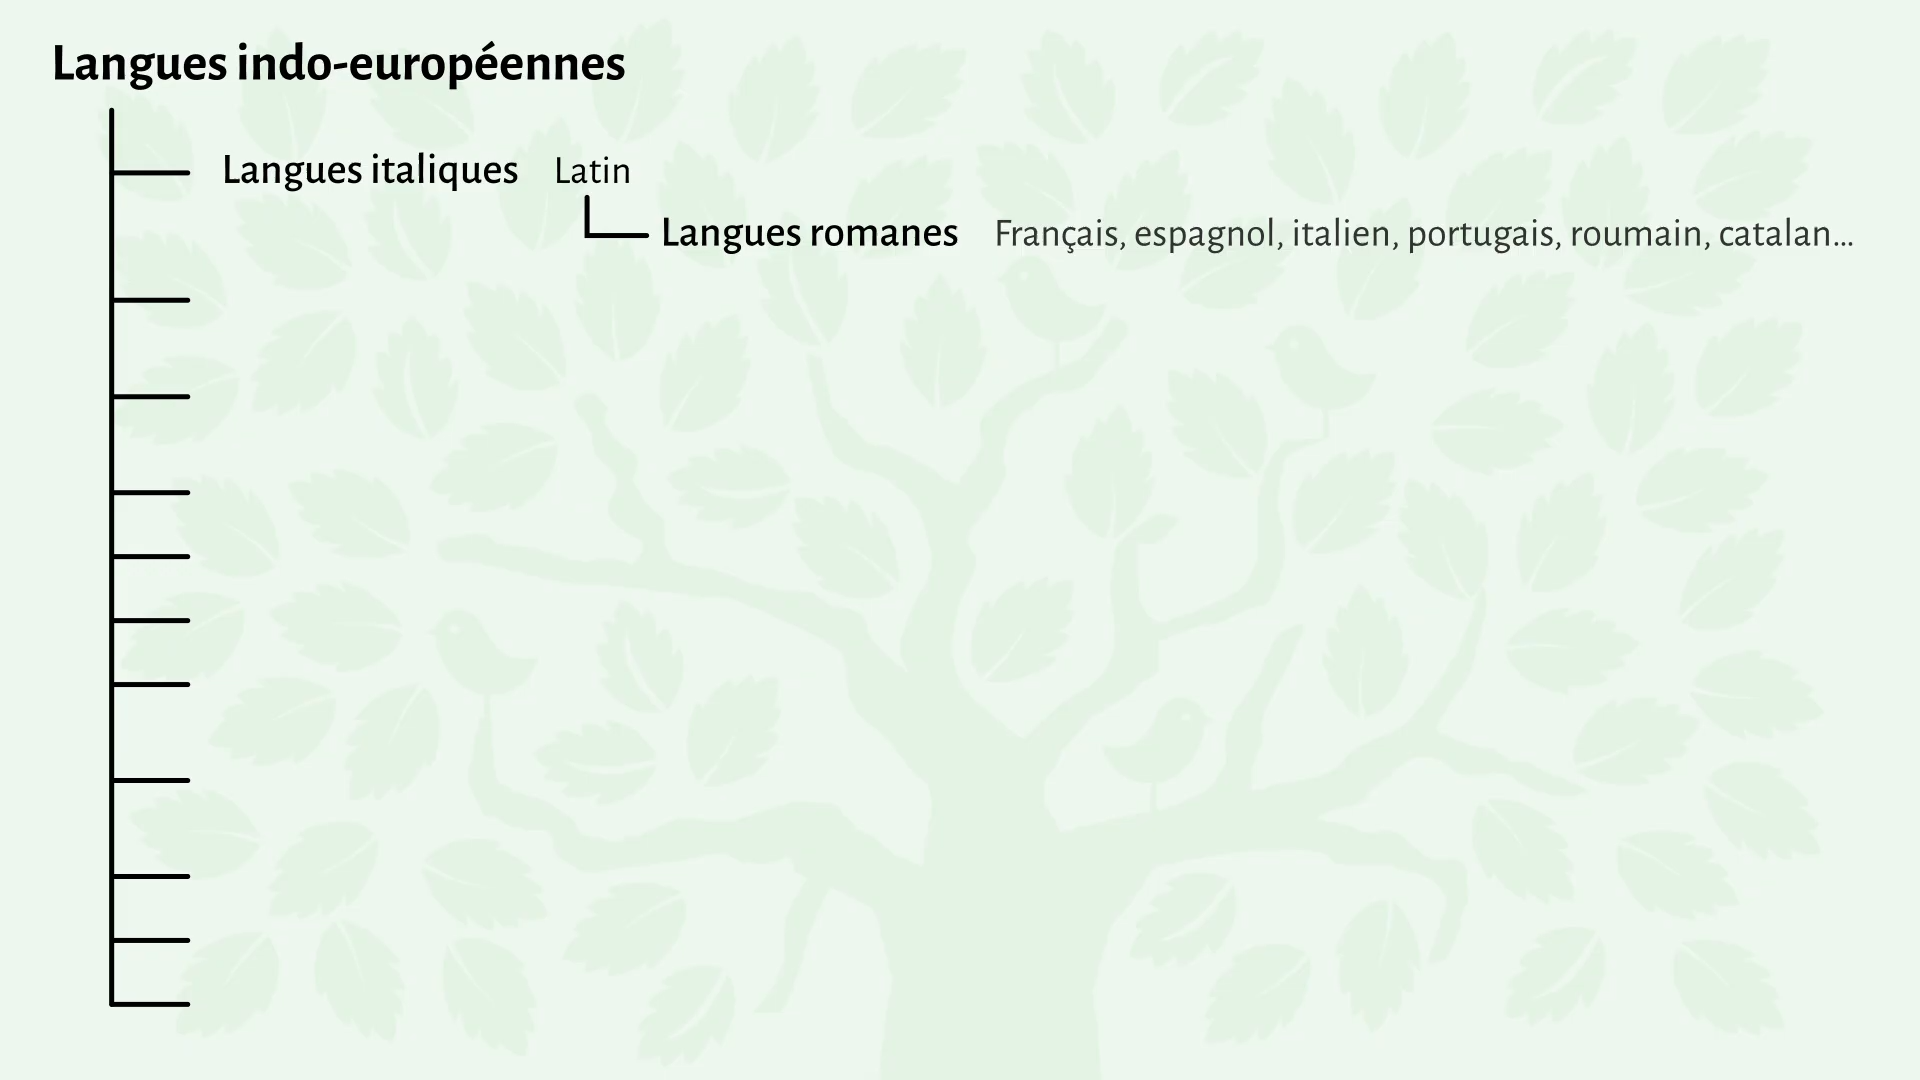 Langues indo-européennes
Langues italiques Latin
Langues romanes Français, espagnol, italien, portugais, roumain, catalan...